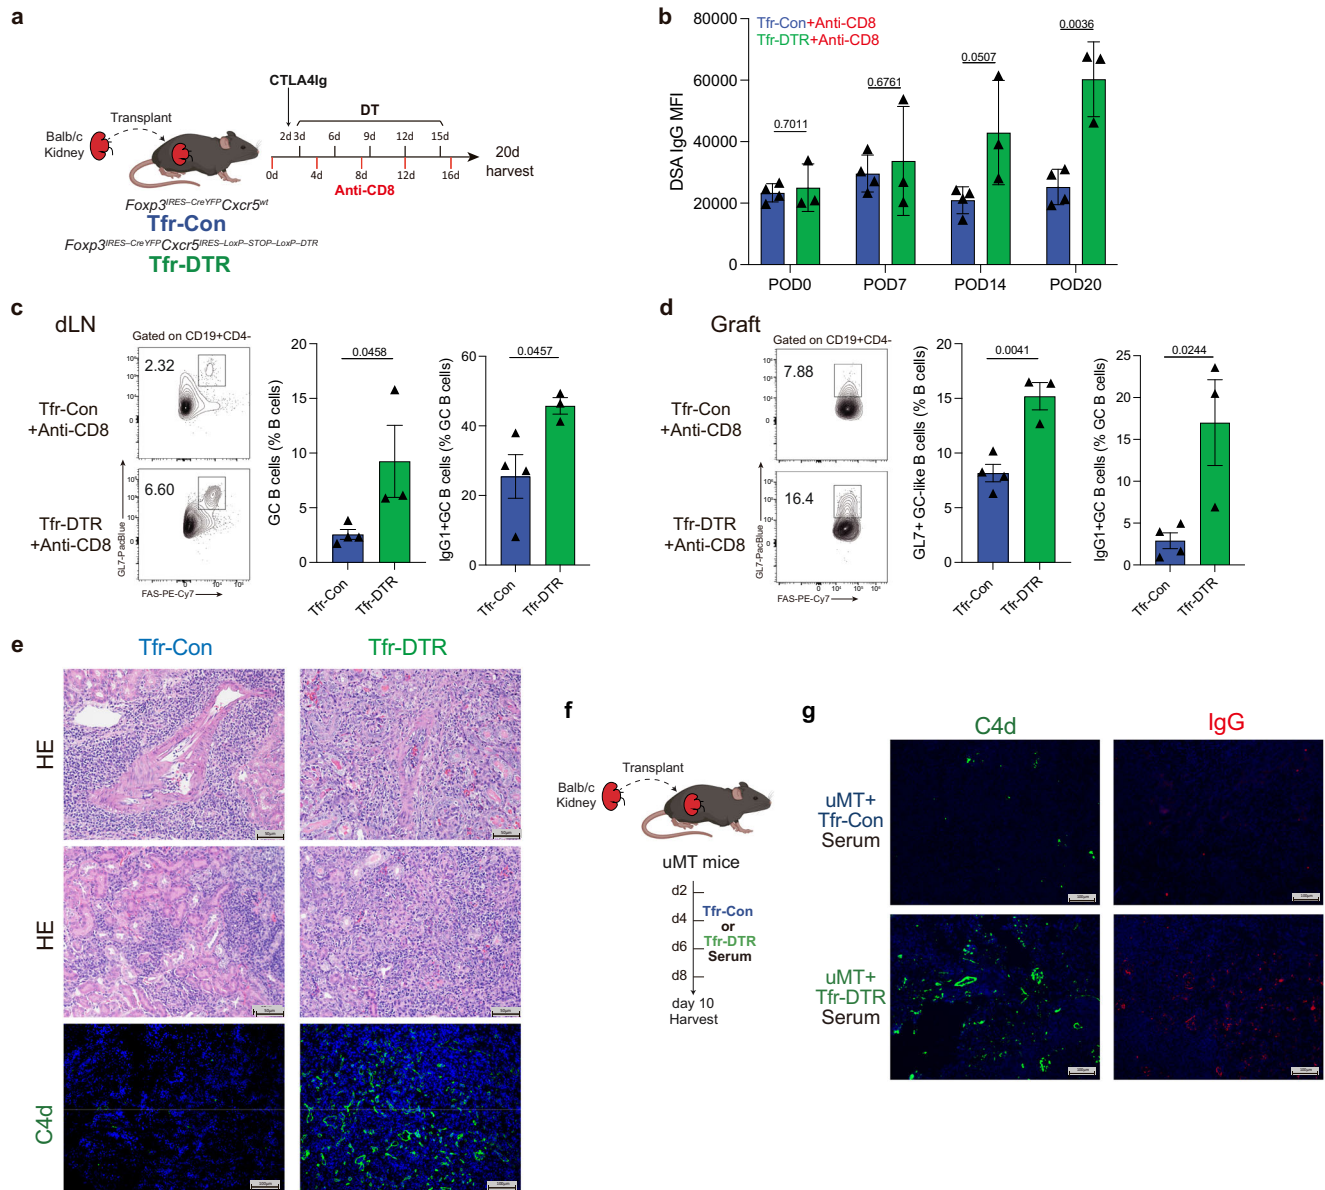 a
CTLA4Ig
DT
Transplant
Balb/c
Kidney
2d 3d 6d 9d 12d 15d
0d 4d 8d 12d 16d
Anti-CD8
20d
harvest
Foxp3IRES–CreYFPCxcr5wt
Tfr-Con
Foxp3IRES–CreYFPCxcr5IRES–LoxP–STOP–LoxP–DTR
Tfr-DTR
b
Tfr-Con+Anti-CD8
Tfr-DTR+Anti-CD8
DSA IgG MFI
80000
60000
40000
20000
0
0.7011
0.6761
0.0507
0.0036
POD0 POD7 POD14 POD20
c
dLN
Gated on CD19+CD4-
Tfr-Con
+Anti-CD8
2.32
Tfr-DTR
+Anti-CD8
6.60
GL7-PacBlue
FAS-PE-Cy7
GC B cells (% B cells)
20
15
10
5
0
0.0458
Tfr-Con Tfr-DTR
IgG1+GC B cells (% GC B cells)
60
40
20
0
0.0457
Tfr-Con Tfr-DTR
d
Graft
Gated on CD19+CD4-
Tfr-Con
+Anti-CD8
7.88
Tfr-DTR
+Anti-CD8
16.4
GL7-PacBlue
FAS-PE-Cy7
GL7+ GC-like B cells (% B cells)
20
15
10
5
0
0.0041
Tfr-Con Tfr-DTR
IgG1+GC B cells (% GC B cells)
25
20
15
10
5
0
0.0244
Tfr-Con Tfr-DTR
e
Tfr-Con Tfr-DTR
HE
50μm 50μm
HE
50μm 50μm
C4d
100μm 100μm
f
Transplant
Balb/c
Kidney
uMT mice
d2
d4
d6
d8
Tfr-Con
or
Tfr-DTR
Serum
day 10
Harvest
g
C4d IgG
uMT+
Tfr-Con
Serum
100μm 100μm
uMT+
Tfr-DTR
Serum
100μm 100μm